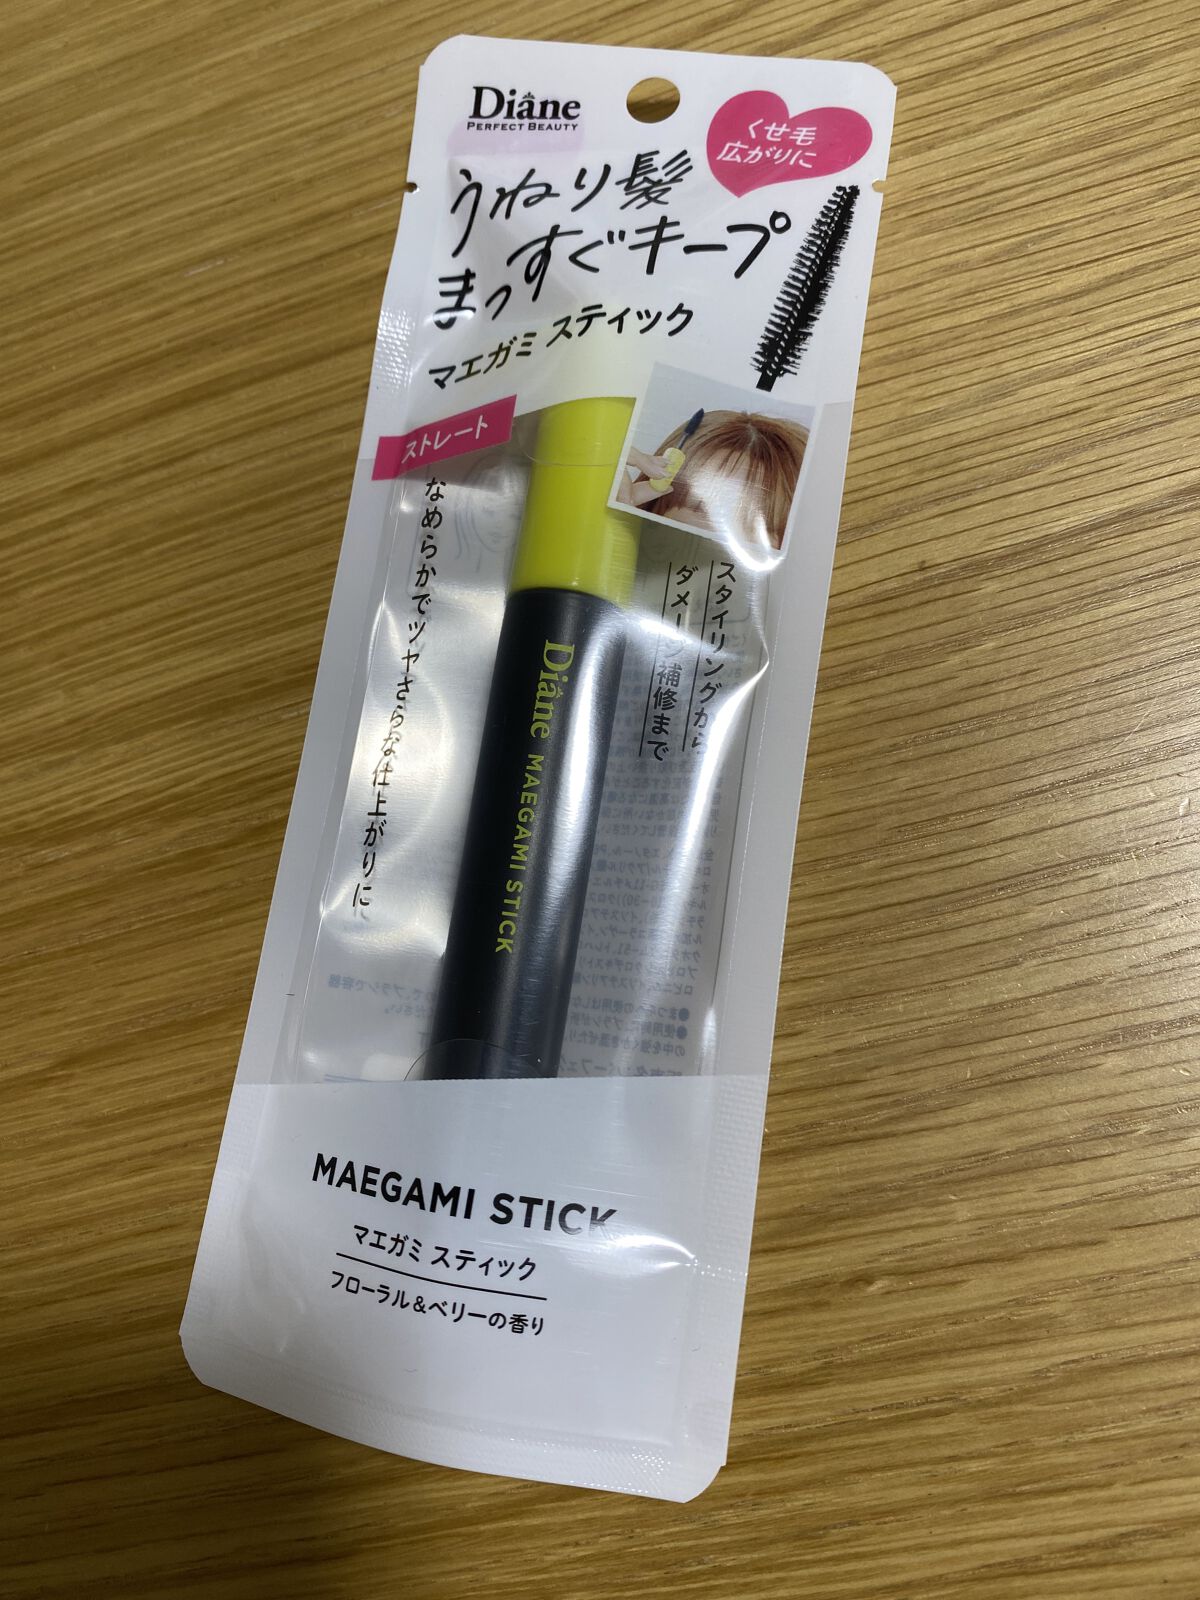 Diane
PERFECT BEAUTY
くせ毛
広がりに
うねり髪
まっすぐキープ
マエガミ スティック
ストレート
なめらかでツヤさらな仕上がりに
スタイリングから
ダメージ補修まで
Diane MAEGAMI STICK
MAEGAMI STICK
マエガミ スティック
フローラル&ベリーの香り